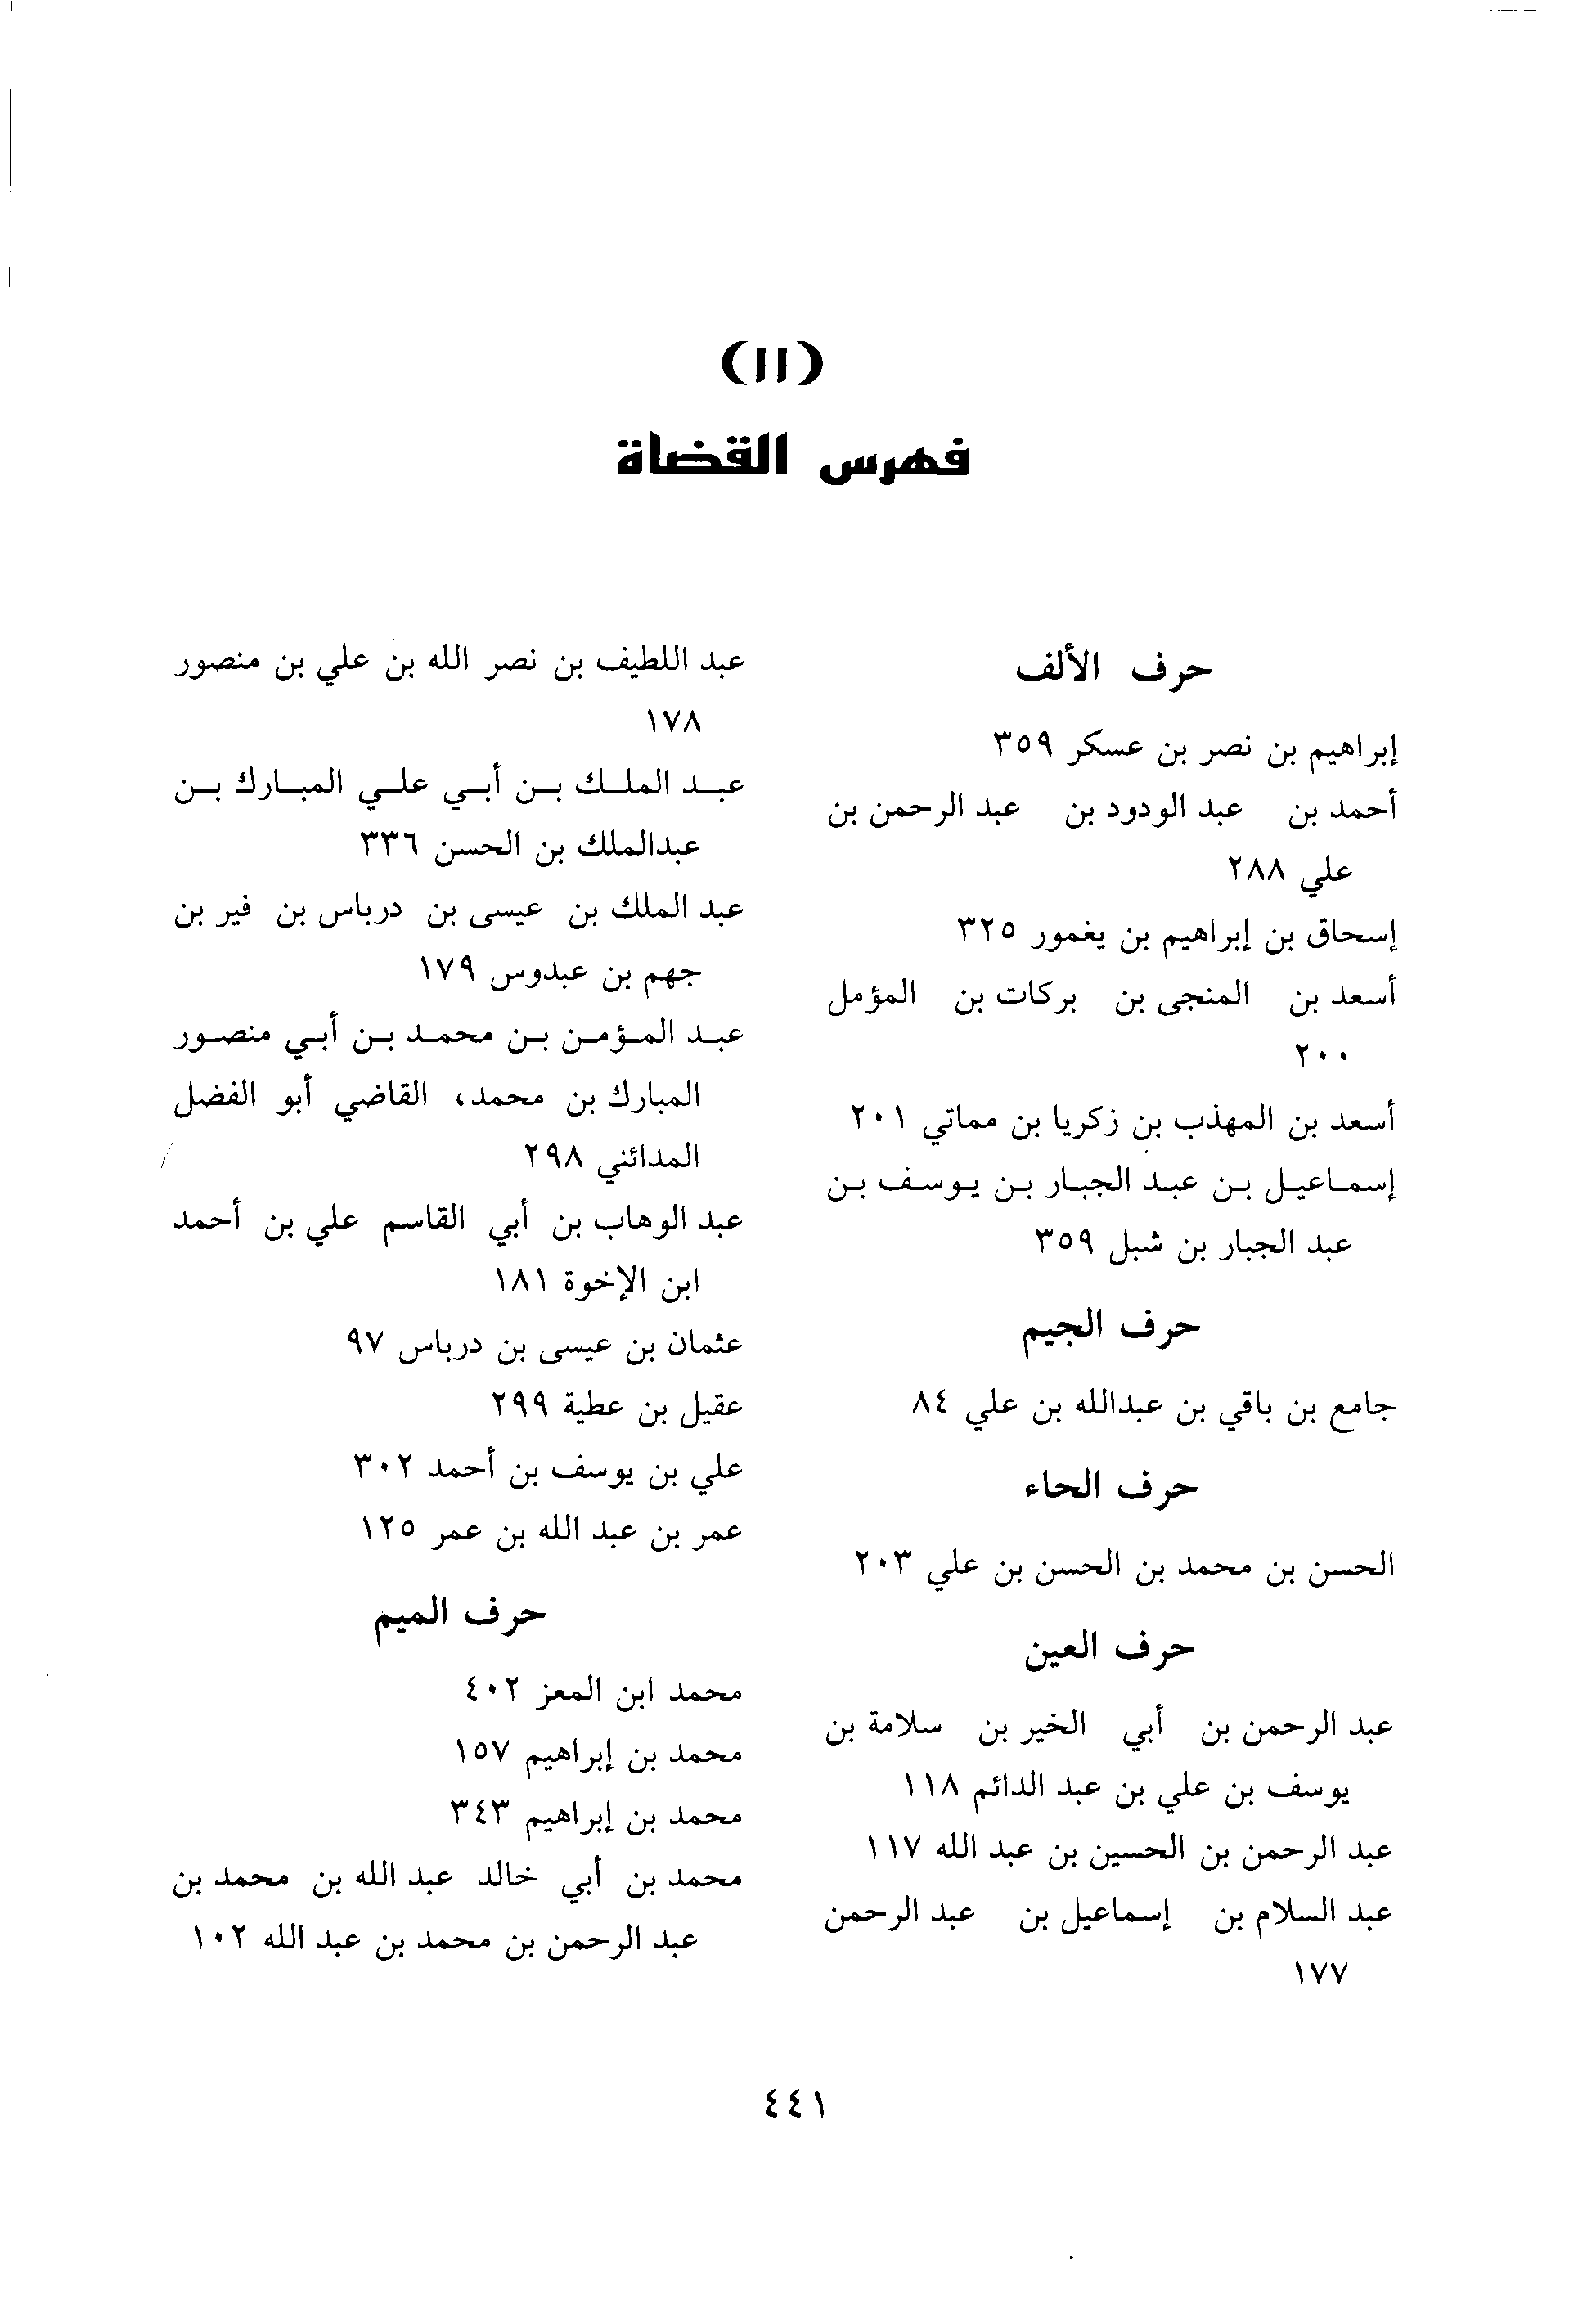 (١١)
فهرس القضاة
حرف الألف
إبراهيم بن نصر بن عسكر ٣٥٩
أحمد بن عبد الودود بن عبد الرحمن بن
علي ٢٨٨
إسحاق بن إبراهيم بن يغمور ٣٢٥
أسعد بن المنجى بن بركات بن المؤمل
٢٠٠
أسعد بن المهذب بن زكريا بن مماتي ٢٠١
إسماعيل بن عبد الجبار بن يوسف بن
عبد الجبار بن شبل ٣٥٩
حرف الجيم
جامع بن باقي بن عبدالله بن علي ٨٤
حرف الحاء
الحسن بن محمد بن الحسن بن علي ٢٠٣
حرف العين
عبد الرحمن بن أبي الخير بن سلامة بن
يوسف بن علي بن عبد الدائم ١١٨
عبد الرحمن بن الحسين بن عبد الله ١١٧
عبد السلام بن إسماعيل بن عبد الرحمن
١٧٧
عبد اللطيف بن نصر الله بن علي بن منصور
١٧٨
عبد الملك بن أبي علي المبارك بن
عبدالملك بن الحسن ٣٣٦
عبد الملك بن عيسى بن درباس بن فير بن
جهم بن عبدوس ١٧٩
عبد المؤمن بن محمد بن أبي منصور
المبارك بن محمد، القاضي أبو الفضل
المدائني ٢٩٨
عبد الوهاب بن أبي القاسم علي بن أحمد
ابن الإخوة ١٨١
عثمان بن عيسى بن درباس ٩٧
عقيل بن عطية ٢٩٩
علي بن يوسف بن أحمد ٣٠٢
عمر بن عبد الله بن عمر ١٢٥
حرف الميم
محمد ابن المعز ٤٠٢
محمد بن إبراهيم ١٥٧
محمد بن إبراهيم ٣٤٣
محمد بن أبي خالد عبد الله بن محمد بن
عبد الرحمن بن محمد بن عبد الله ١٠٢
٤٤١